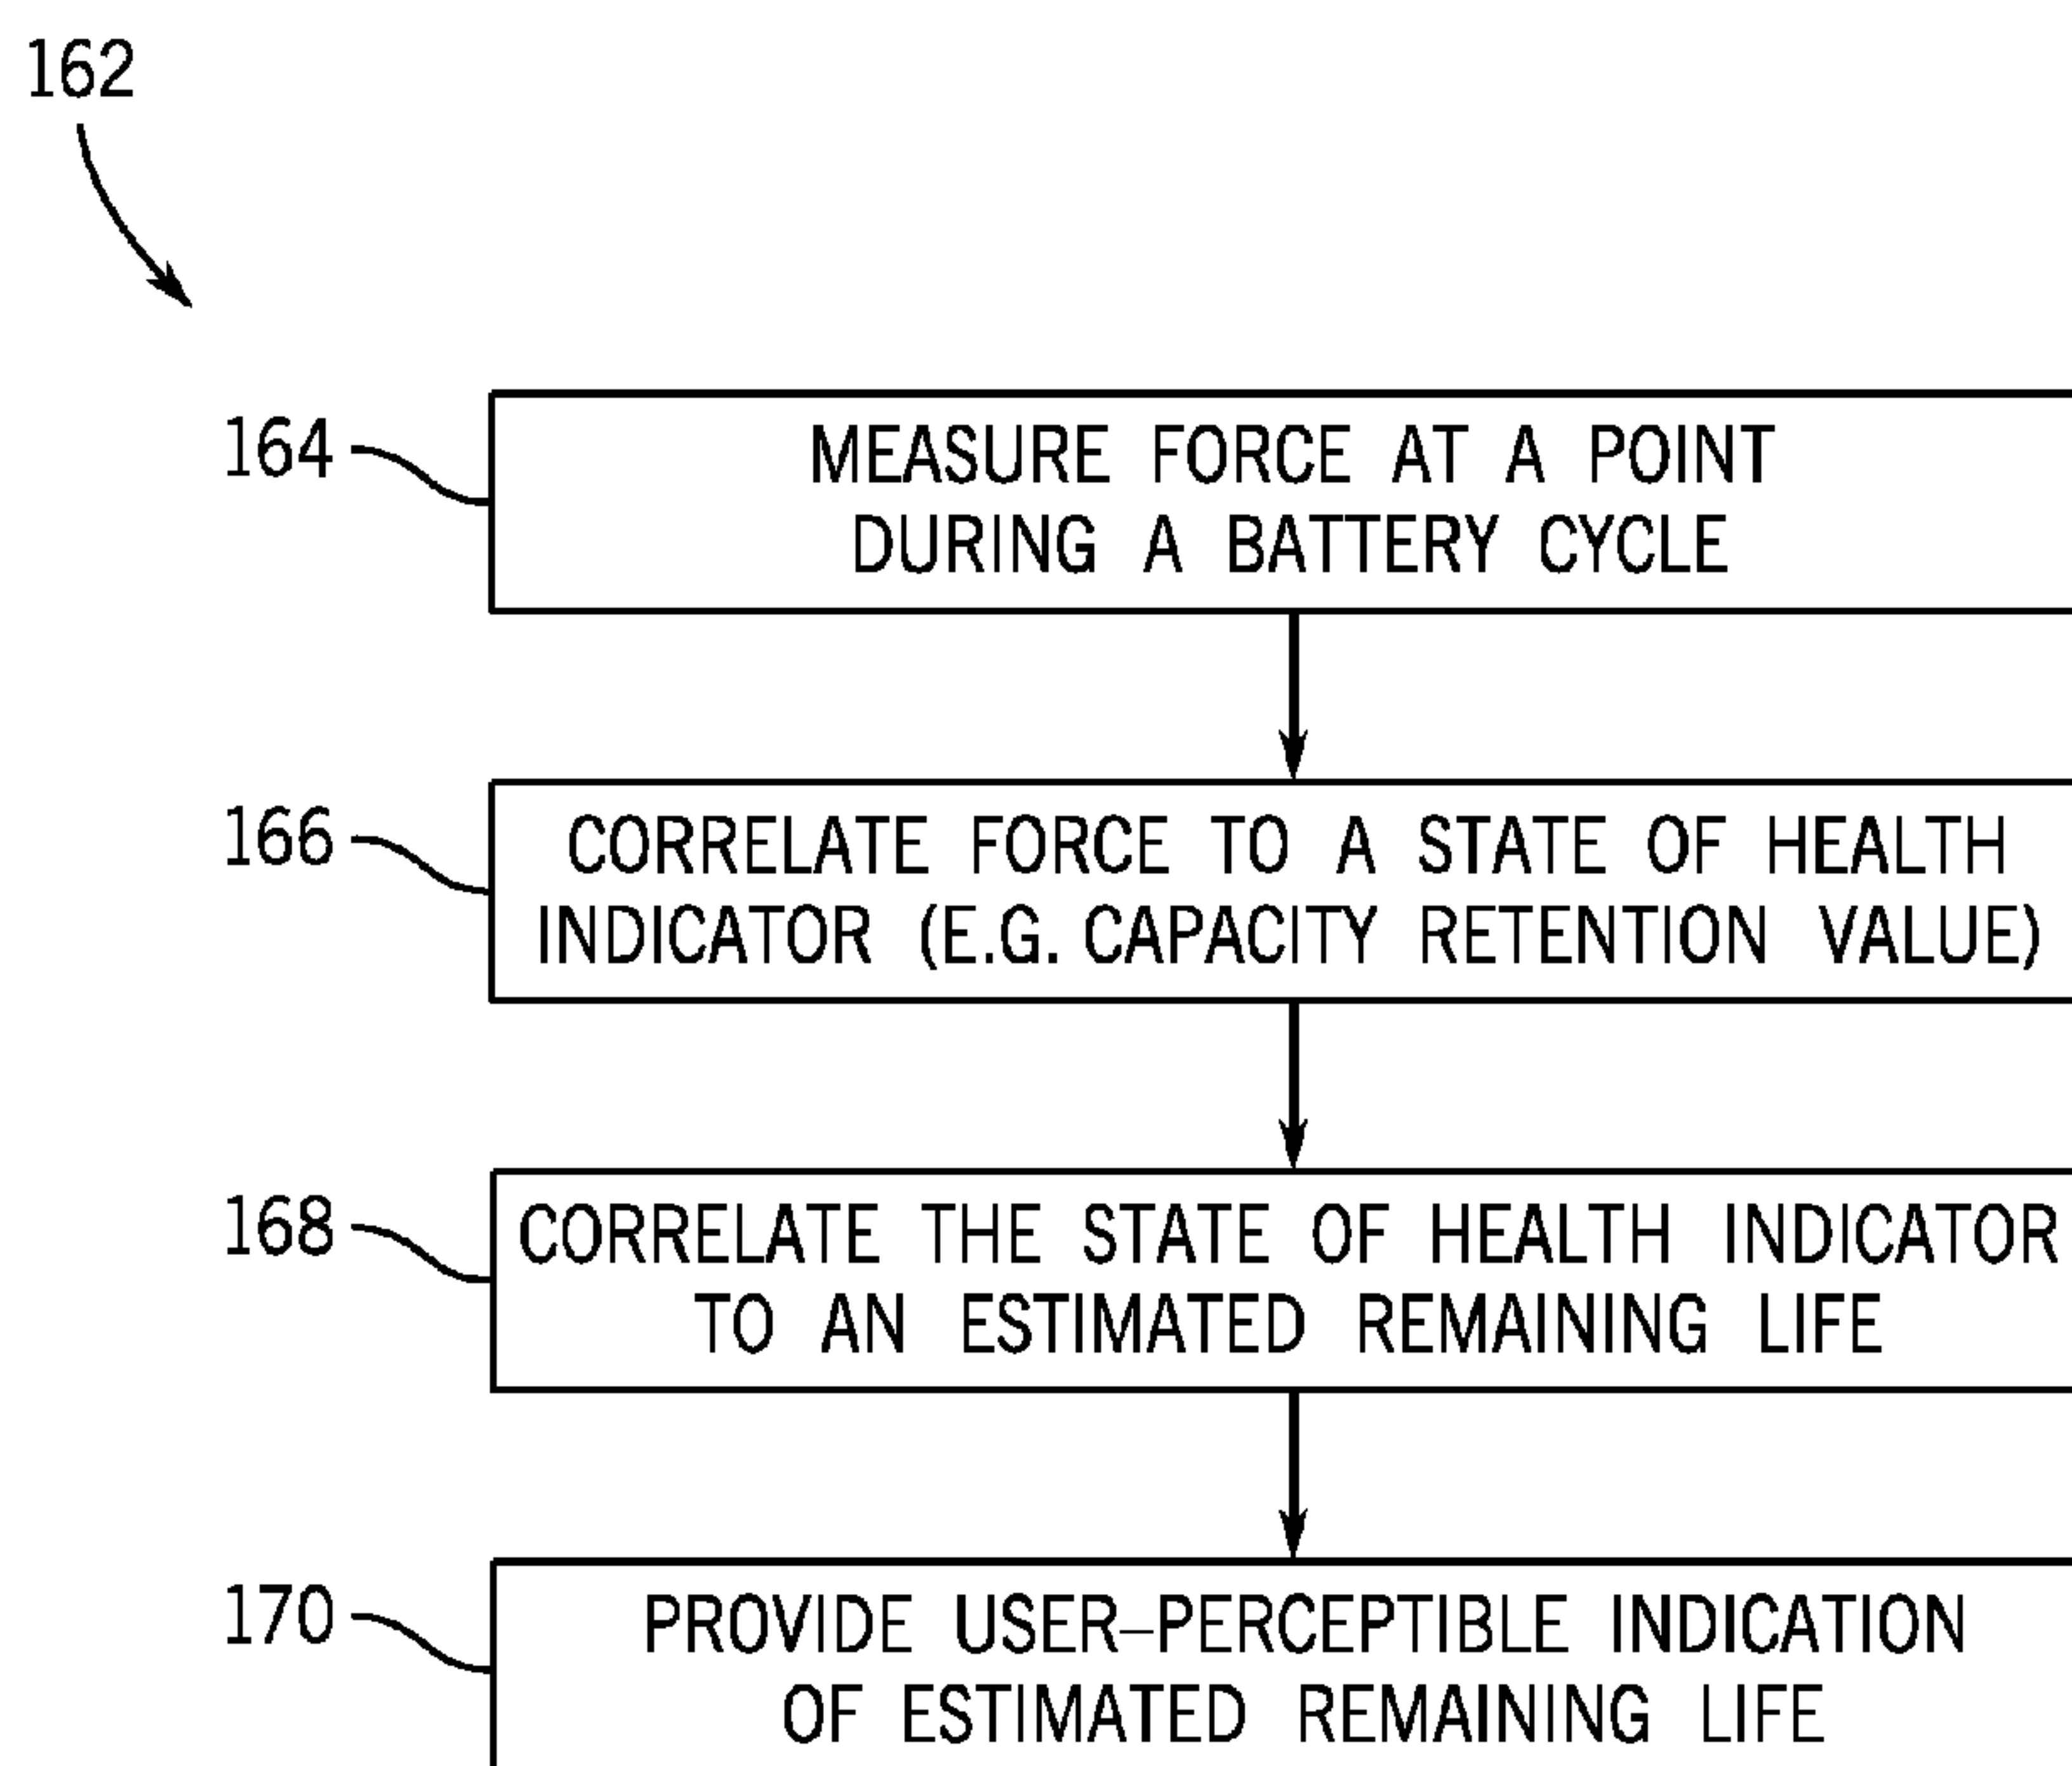 162
164
MEASURE FORCE AT A POINT
DURING A BATTERY CYCLE
166
CORRELATE FORCE TO A STATE OF HEALTH
INDICATOR (E.G. CAPACITY RETENTION VALUE)
168
CORRELATE THE STATE OF HEALTH INDICATOR
TO AN ESTIMATED REMAINING LIFE
170
PROVIDE USER–PERCEPTIBLE INDICATION
OF ESTIMATED REMAINING LIFE